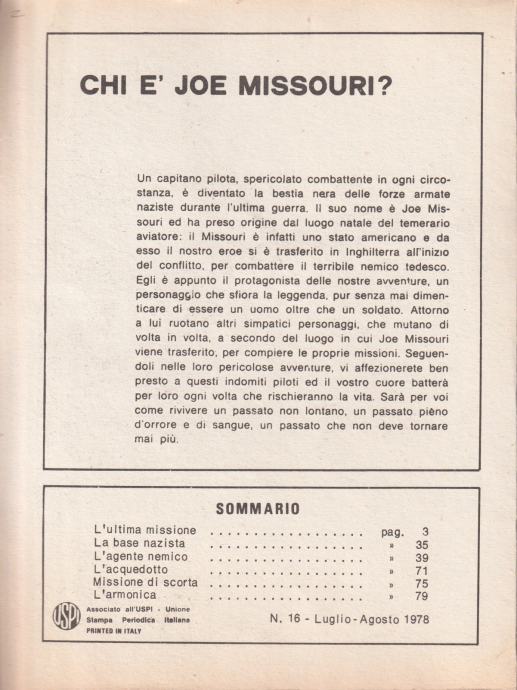 CHI E' JOE MISSOURI?
Un capitano pilota, spericolato combattente in ogni circo-
stanza, è diventato la bestia nera delle forze armate
naziste durante l'ultima guerra. Il suo nome è Joe Mis-
souri ed ha preso origine dal luogo natale del temerario
aviatore: il Missouri è infatti uno stato americano e da
esso il nostro eroe si è trasferito in Inghilterra all'inizio
del conflitto, per combattere il terribile nemico tedesco.
Egli è appunto il protagonista delle nostre avventure, un
personaggio che sfiora la leggenda, pur senza mai dimen-
ticare di essere un uomo oltre che un soldato. Attorno
a lui ruotano altri simpatici personaggi, che mutano di
volta in volta, a secondo del luogo in cui Joe Missouri
viene trasferito, per compiere le proprie missioni. Seguen-
doli nelle loro pericolose avventure, vi affezionerete ben
presto a questi indomiti piloti ed il vostro cuore batterà
per loro ogni volta che rischieranno la vita. Sarà per voi
come rivivere un passato non lontano, un passato pièno
d'orrore e di sangue, un passato che non deve tornare
mai più.
SOMMARIO
L'ultima missione . . . . . . . . . . . . . . . . . . pag. 3
La base nazista . . . . . . . . . . . . . . . . . . » 35
L'agente nemico . . . . . . . . . . . . . . . . . . » 39
L'acquedotto . . . . . . . . . . . . . . . . . . » 71
Missione di scorta . . . . . . . . . . . . . . . . . . » 75
L'armonica . . . . . . . . . . . . . . . . . . » 79
USPI
Associato all'USPI - Unione
Stampa Periodica Italiana
PRINTED IN ITALY
N. 16 - Luglio-Agosto 1978